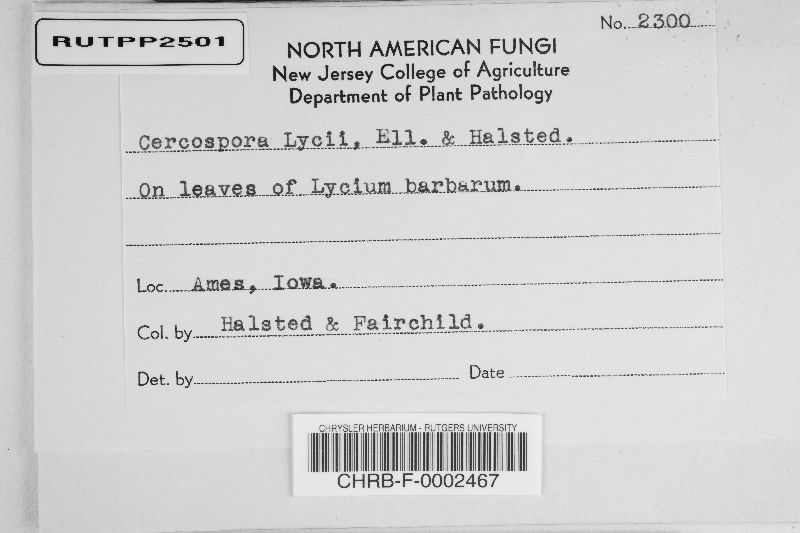 RUTPP2501
No. 2300
NORTH AMERICAN FUNGI
New Jersey College of Agriculture
Department of Plant Pathology
Cercospora Lycii, Ell. & Halsted.
On leaves of Lycium barbarum.
Loc. Ames, Iowa.
Col. by Halsted & Fairchild.
Det. by Date
CHRYSLER HERBARIUM - RUTGERS UNIVERSITY
CHRB-F-0002467